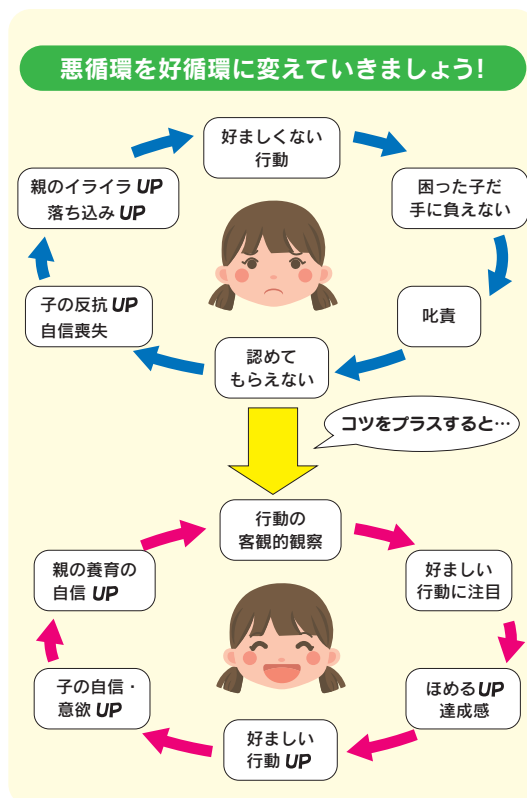 悪循環を好循環に変えていきましょう!
好ましくない
行動
困った子だ
手に負えない
叱責
認めて
もらえない
子の反抗 UP
自信喪失
親のイライラ UP
落ち込み UP
コツをプラスすると…
行動の
客観的観察
好ましい
行動に注目
ほめるUP
達成感
好ましい
行動 UP
子の自信・
意欲 UP
親の養育の
自信 UP